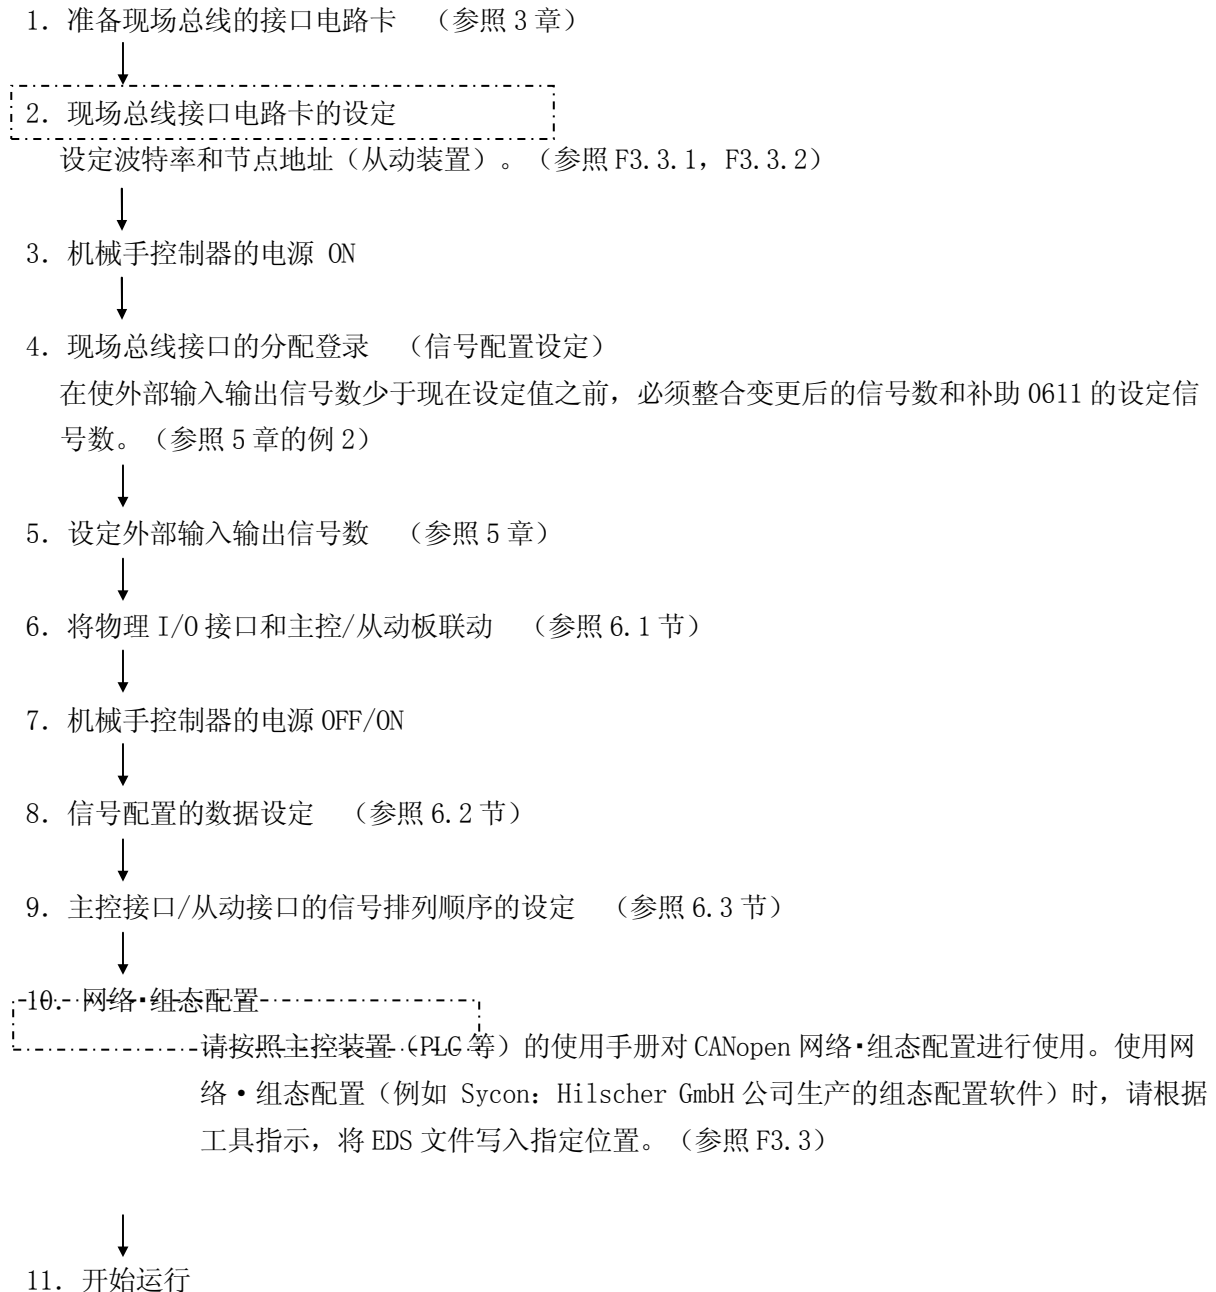 1. 准备现场总线的接口电路卡 （参照 3 章）
2. 现场总线接口电路卡的设定
设定波特率和节点地址（从动装置）。（参照 F3.3.1，F3.3.2）
3. 机械手控制器的电源 ON
4. 现场总线接口的分配登录 （信号配置设定）
在使外部输入输出信号数少于现在设定值之前，必须整合变更后的信号数和补助 0611 的设定信
号数。（参照 5 章的例 2）
5. 设定外部输入输出信号数 （参照 5 章）
6. 将物理 I/O 接口和主控/从动板联动 （参照 6.1 节）
7. 机械手控制器的电源 OFF/ON
8. 信号配置的数据设定 （参照 6.2 节）
9. 主控接口/从动接口的信号排列顺序的设定 （参照 6.3 节）
10. 网络·组态配置
请按照主控装置（PLC 等）的使用手册对 CANopen 网络·组态配置进行使用。使用网
络·组态配置（例如 Sycon：Hilscher GmbH 公司生产的组态配置软件）时，请根据
工具指示，将 EDS 文件写入指定位置。（参照 F3.3）
11. 开始运行